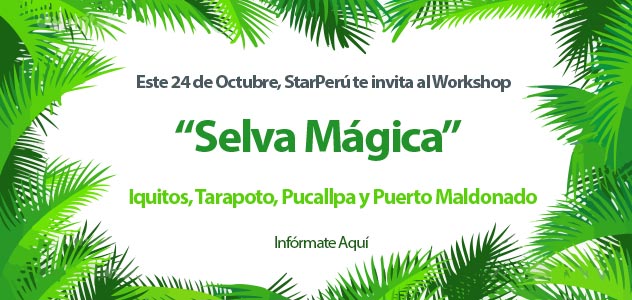 Este 24 de Octubre, StarPerú te invita al Workshop
“Selva Mágica”
Iquitos, Tarapoto, Pucallpa y Puerto Maldonado
Infórmate Aquí